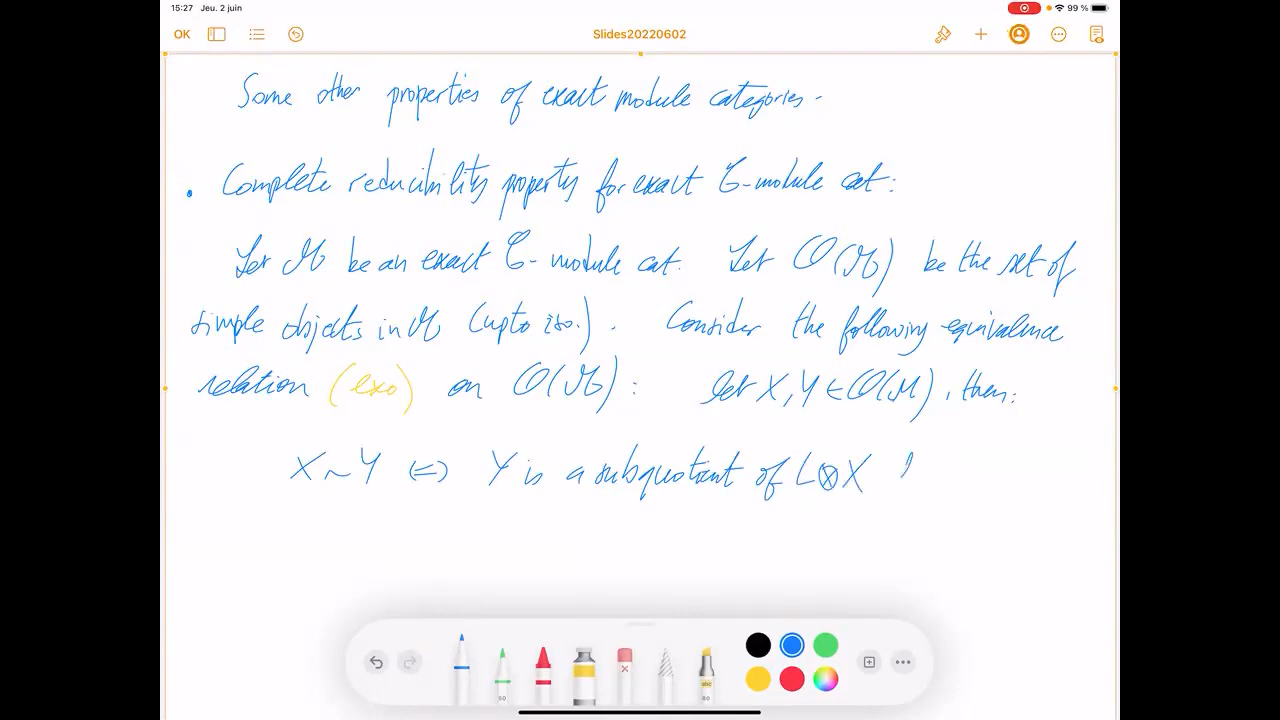 15:27 Jeu. 2 juin
99 %
OK
Slides20220602
Some other properties of exact module categories.
. Complete reducibility property for exact C-module cat:
Let M be an exact C-module cat. Let O(M) be the set of
simple objects in M (up to iso.). Consider the following equivalence
relation (exo) on O(M): let X, Y ∈ O(M), then:
X ~ Y <=> Y is a subquotient of L⊗X